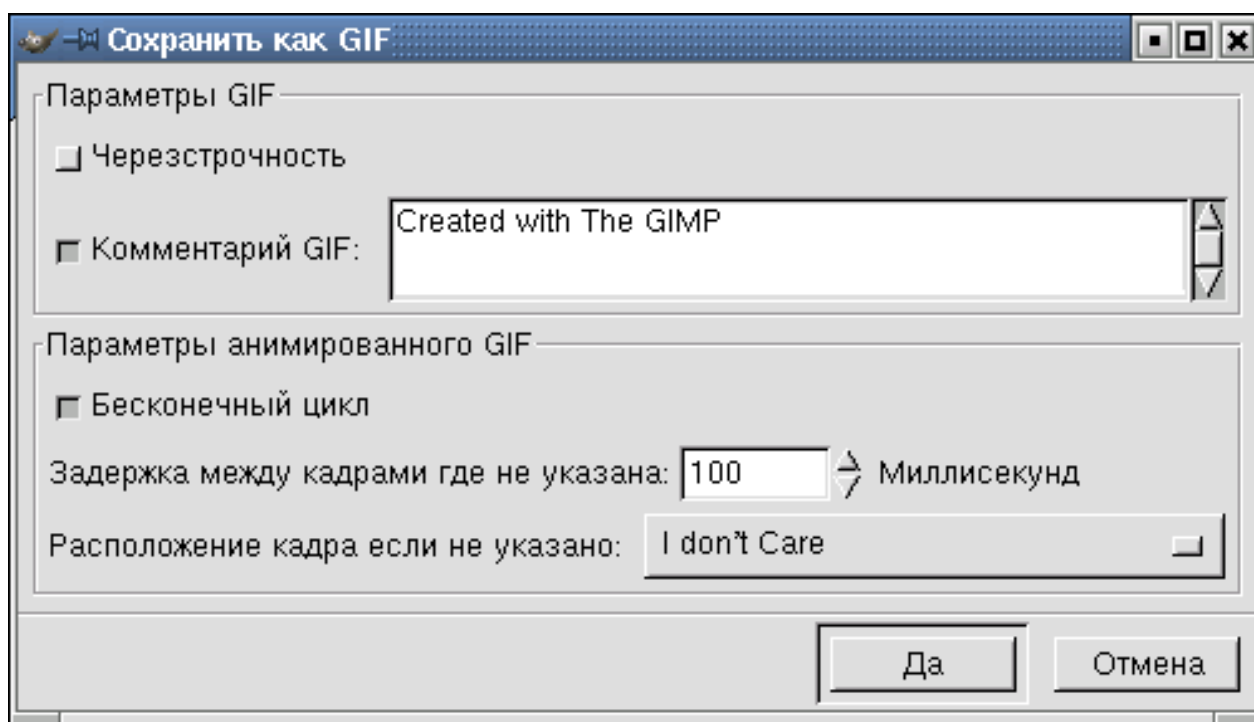 Сохранить как GIF
Параметры GIF
Черезстрочность
Комментарий GIF:
Created with The GIMP
Параметры анимированного GIF
Бесконечный цикл
Задержка между кадрами где не указана: 100 Миллисекунд
Расположение кадра если не указано: I don't Care
Да Отмена